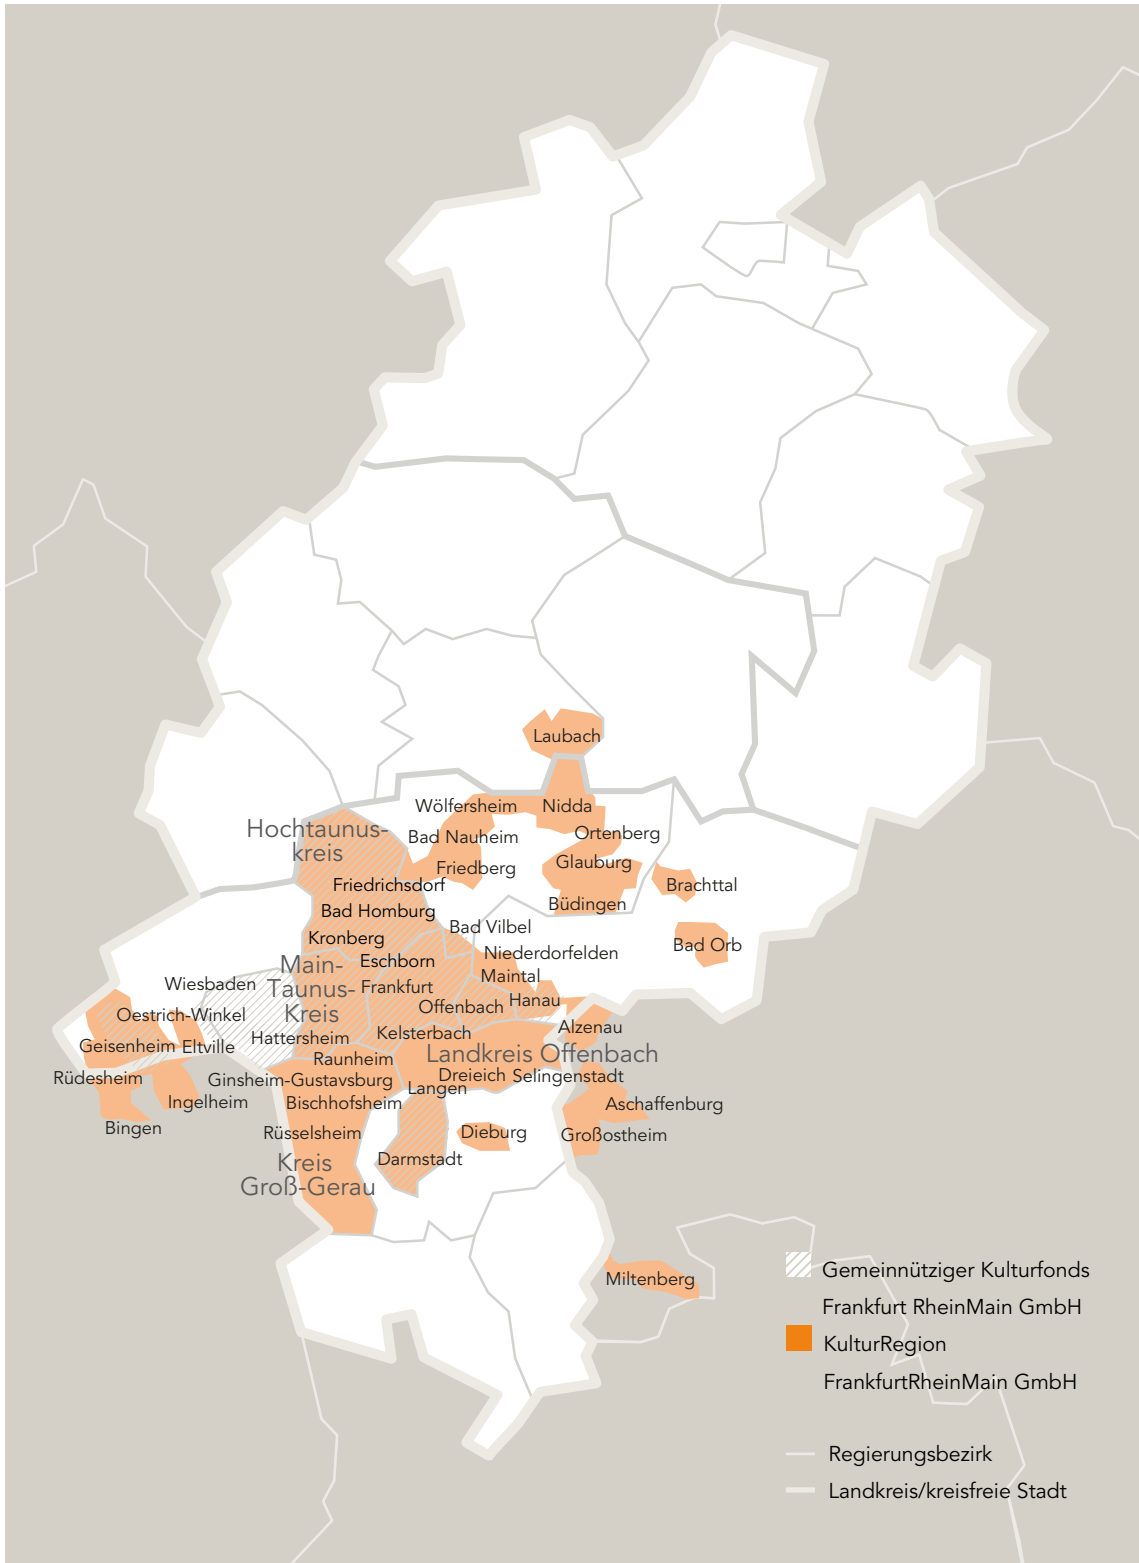 Laubach
Wölfersheim
Nidda
Hochtaunus-
kreis
Bad Nauheim
Ortenberg
Friedberg
Glauburg
Friedrichsdorf
Brachttal
Bad Homburg
Büdingen
Kronberg
Bad Vilbel
Bad Orb
Eschborn
Niederdorfelden
Main-
Taunus-
Kreis
Maintal
Wiesbaden
Frankfurt
Offenbach
Hanau
Oestrich-Winkel
Hattersheim
Kelsterbach
Alzenau
Geisenheim
Eltville
Raunheim
Landkreis Offenbach
Rüdesheim
Ginsheim-Gustavsburg
Dreieich
Selingenstadt
Langen
Ingelheim
Bischhofsheim
Aschaffenburg
Bingen
Rüsselsheim
Dieburg
Großostheim
Kreis
Groß-Gerau
Darmstadt
Miltenberg
Gemeinnütziger Kulturfonds
Frankfurt RheinMain GmbH
KulturRegion
FrankfurtRheinMain GmbH
Regierungsbezirk
Landkreis/kreisfreie Stadt